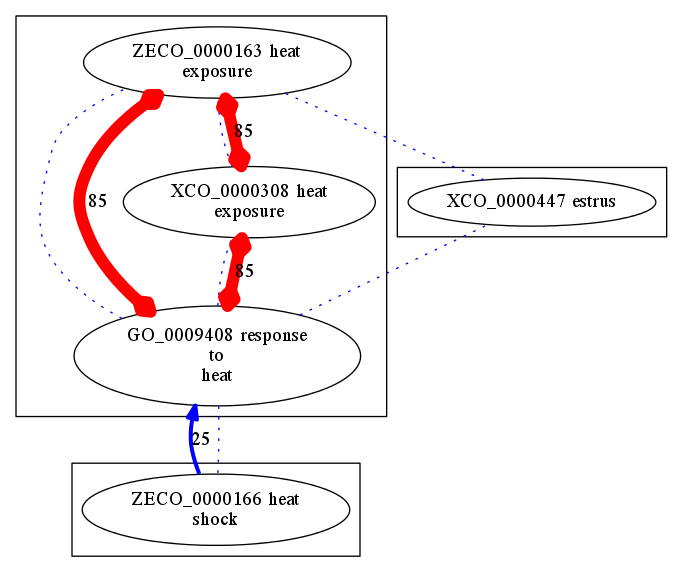 ZECO_0000163 heat
exposure
85
XCO_0000308 heat
exposure
XCO_0000447 estrus
85
85
GO_0009408 response
to
heat
25
ZECO_0000166 heat
shock